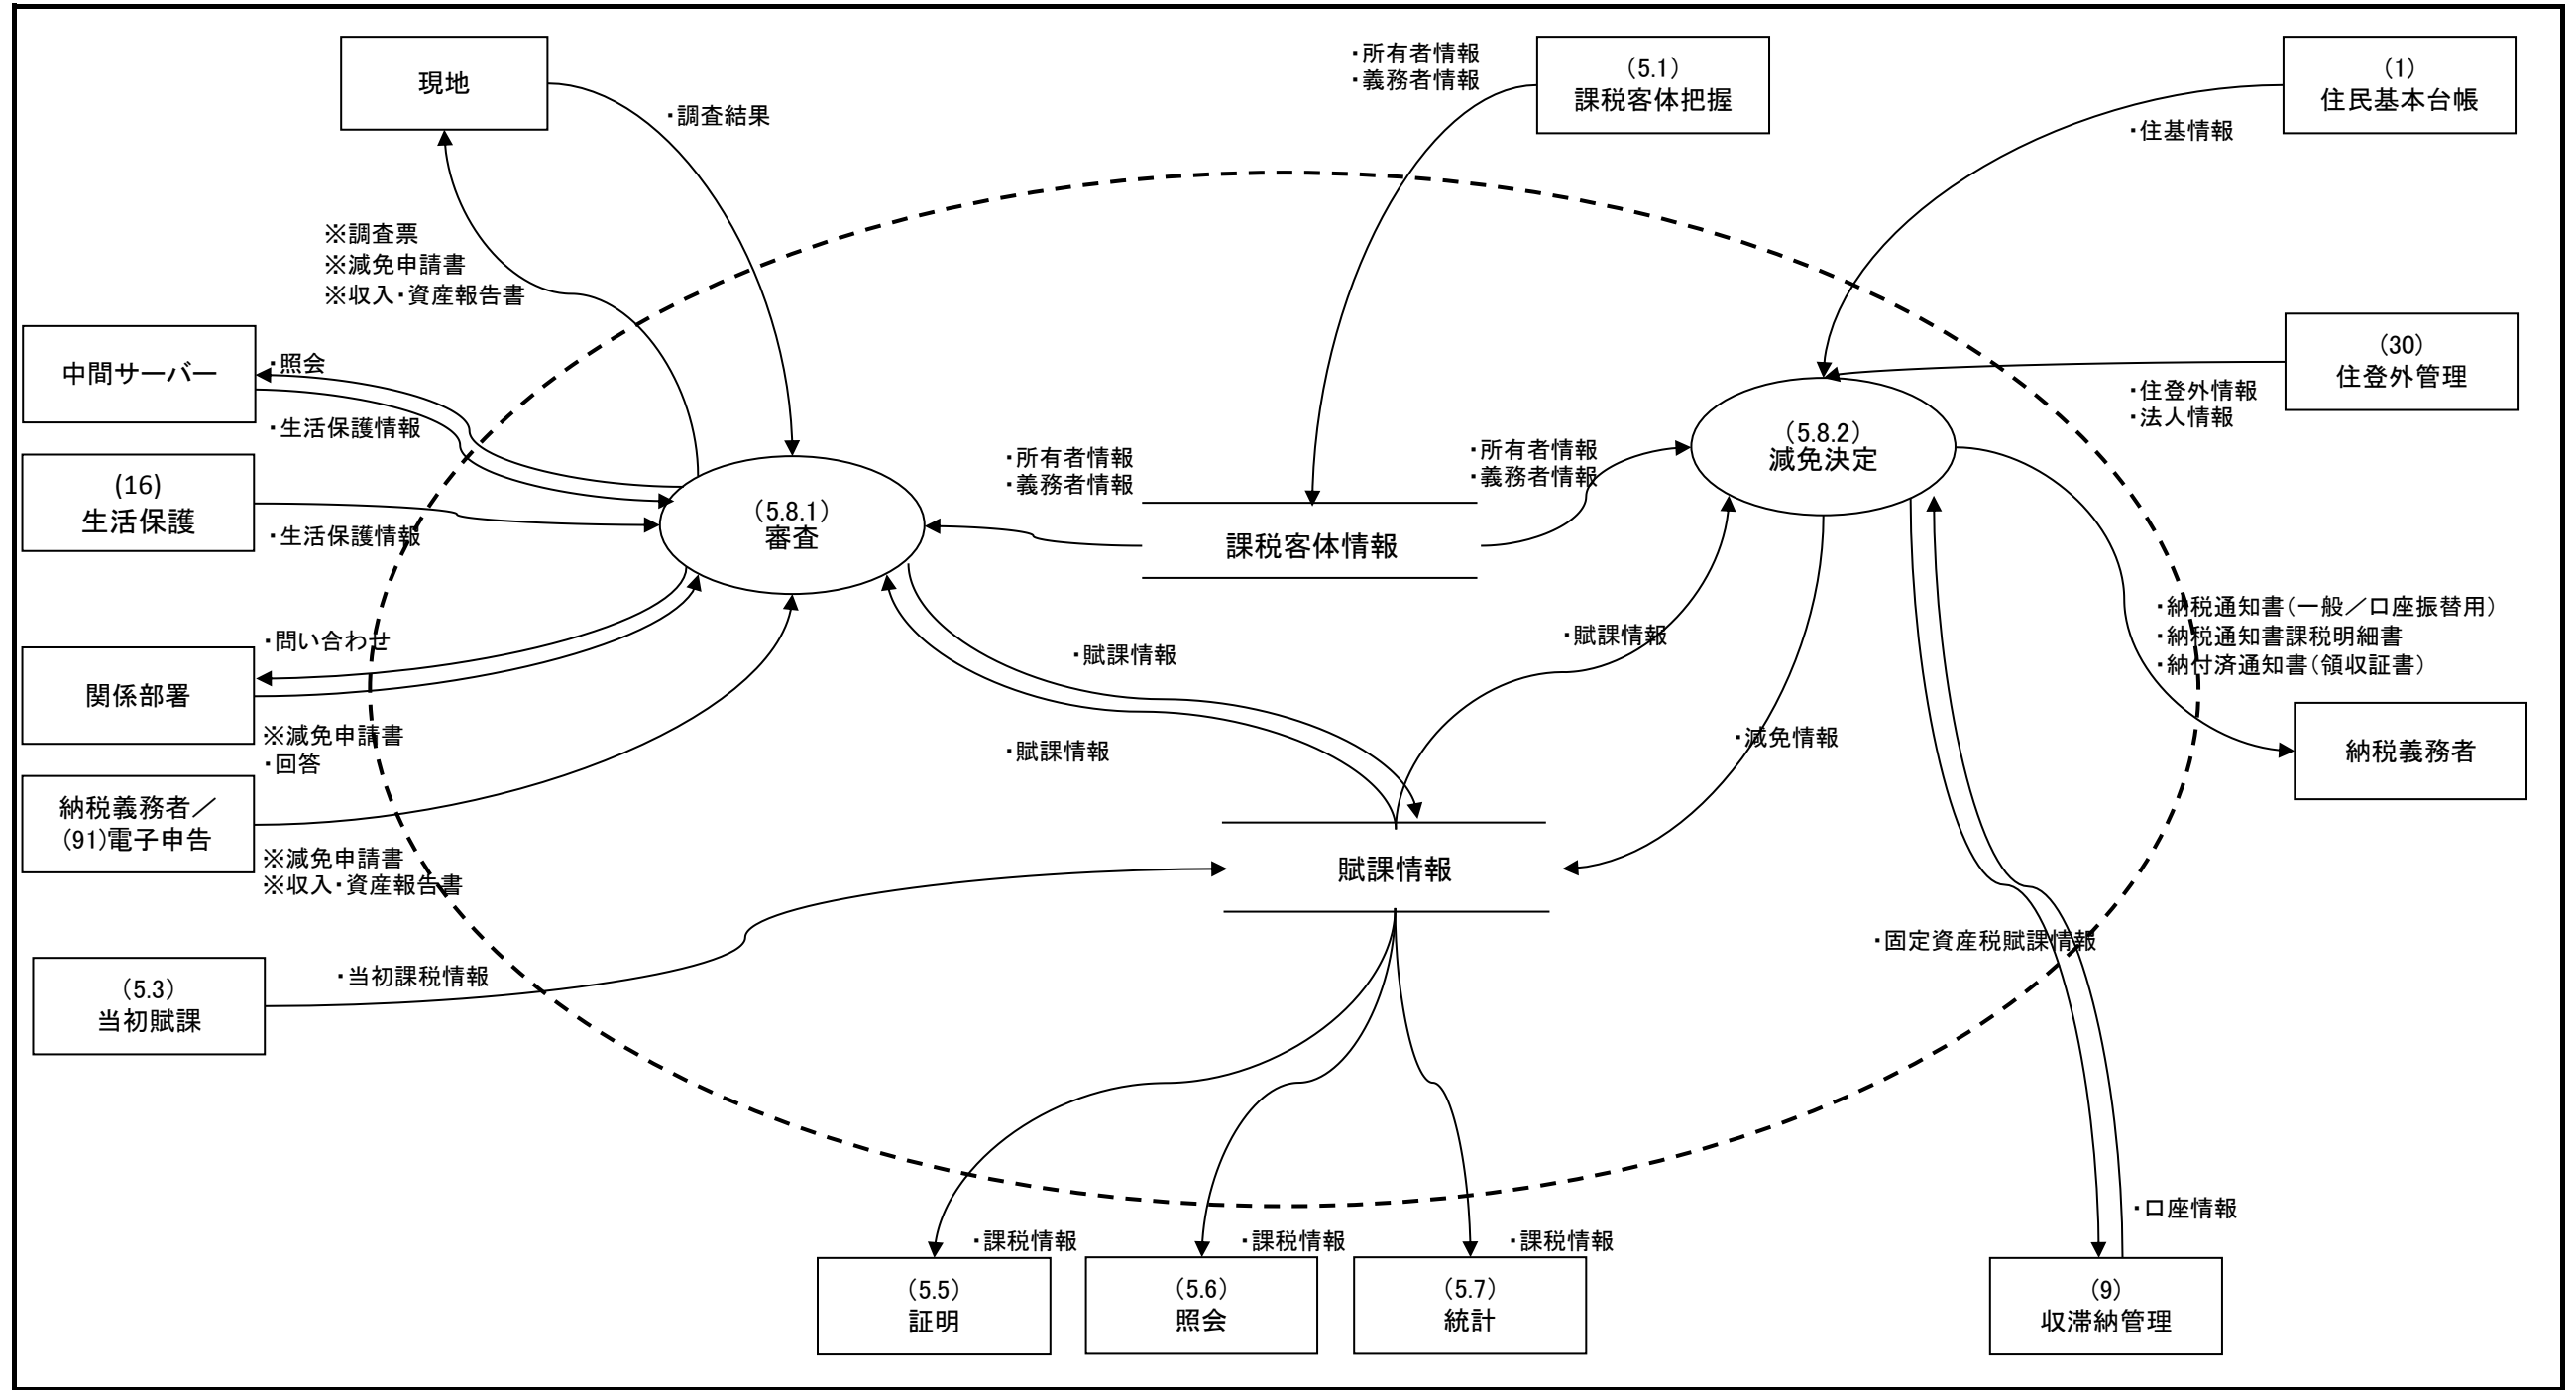 現地
・調査結果
・所有者情報
・義務者情報
（5.1）
課税客体把握
（1）
住民基本台帳
・住基情報
※調査票
※減免申請書
※収入・資産報告書
中間サーバー
・照会
・生活保護情報
（30）
住登外管理
・住登外情報
・法人情報
(16)
生活保護
・生活保護情報
（5.8.1）
審査
・所有者情報
・義務者情報
課税客体情報
・所有者情報
・義務者情報
（5.8.2）
減免決定
関係部署
・問い合わせ
※減免申請書
・回答
・賦課情報
・賦課情報
・賦課情報
・減免情報
・納税通知書（一般／口座振替用）
・納税通知書課税明細書
・納付済通知書（領収証書）
納税義務者
納税義務者／
(91)電子申告
※減免申請書
※収入・資産報告書
賦課情報
（5.3）
当初賦課
・当初課税情報
・固定資産税賦課情報
・口座情報
・課税情報
・課税情報
・課税情報
（5.5）
証明
（5.6）
照会
（5.7）
統計
（9）
収滞納管理